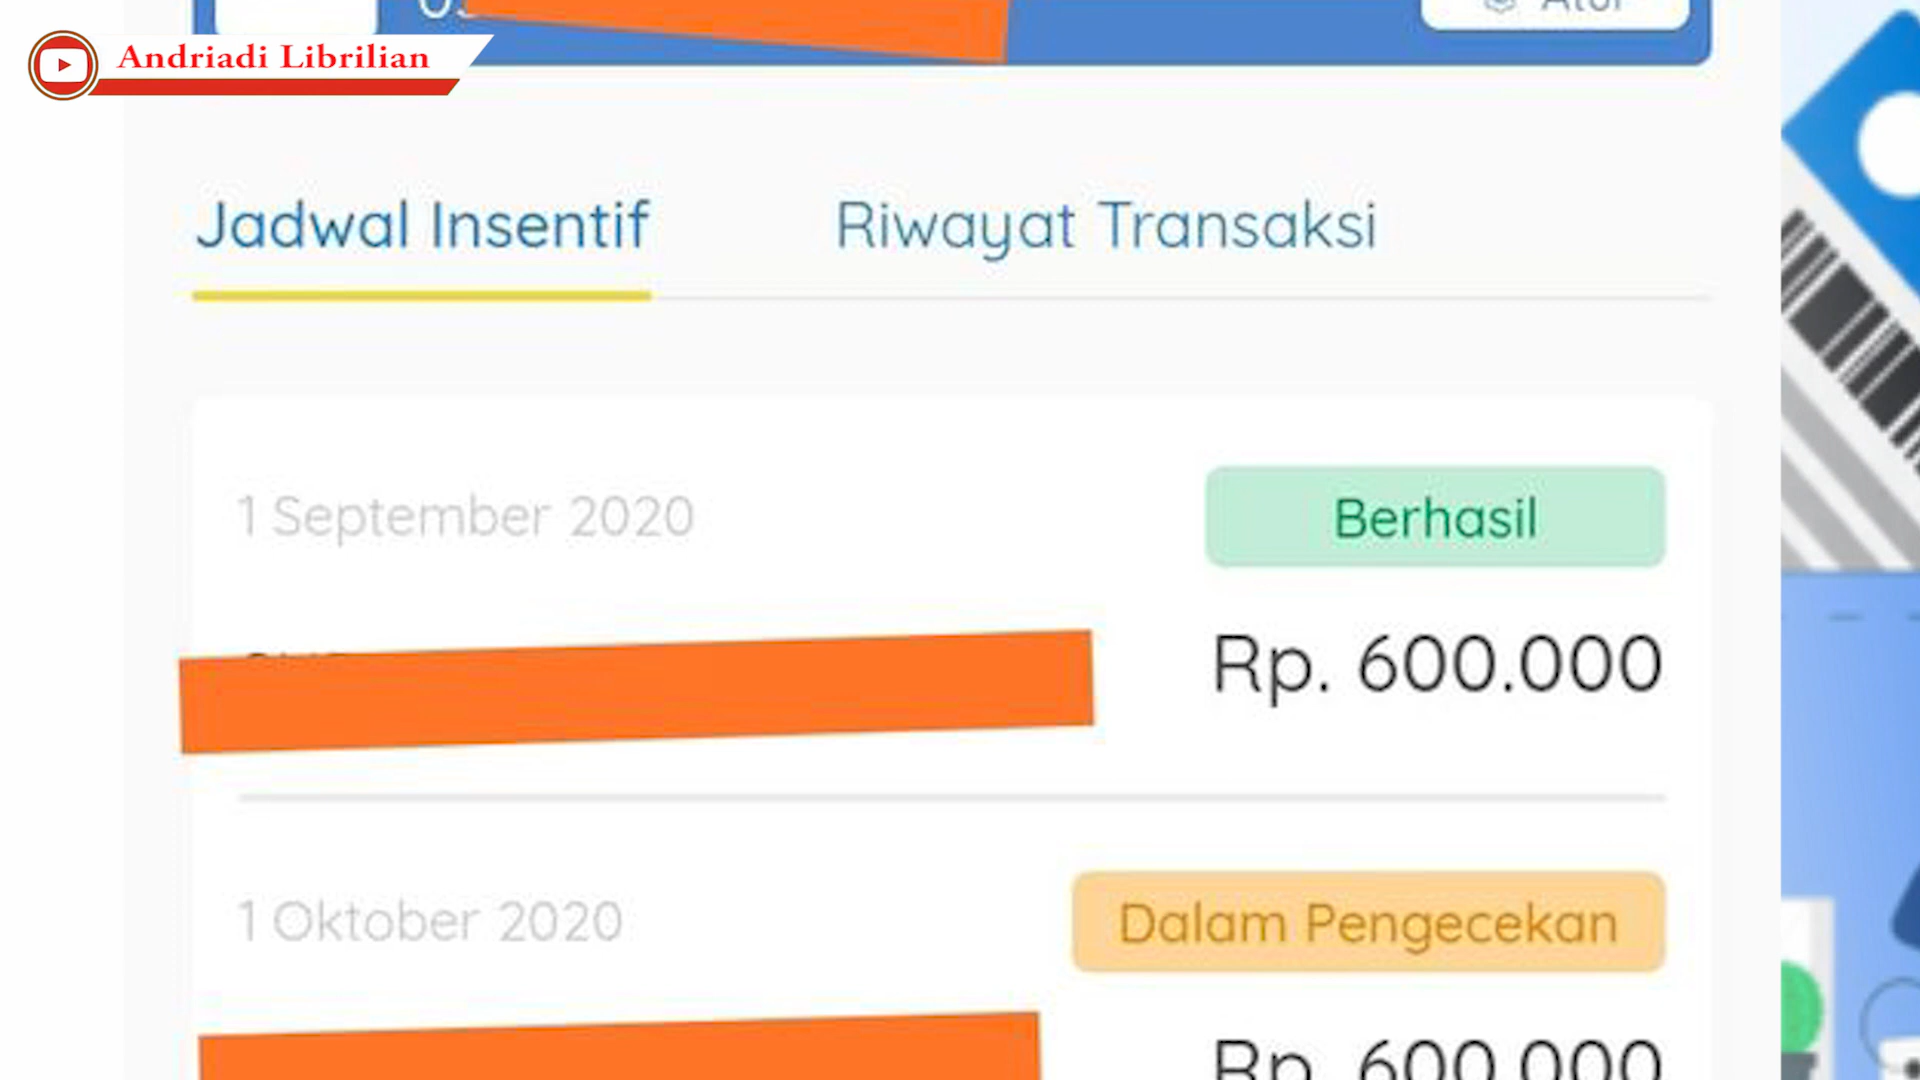 Andriadi Librilian
Atur
Jadwal Insentif
Riwayat Transaksi
1 September 2020
Berhasil
Rp. 600.000
1 Oktober 2020
Dalam Pengecekan
Rp. 600.000